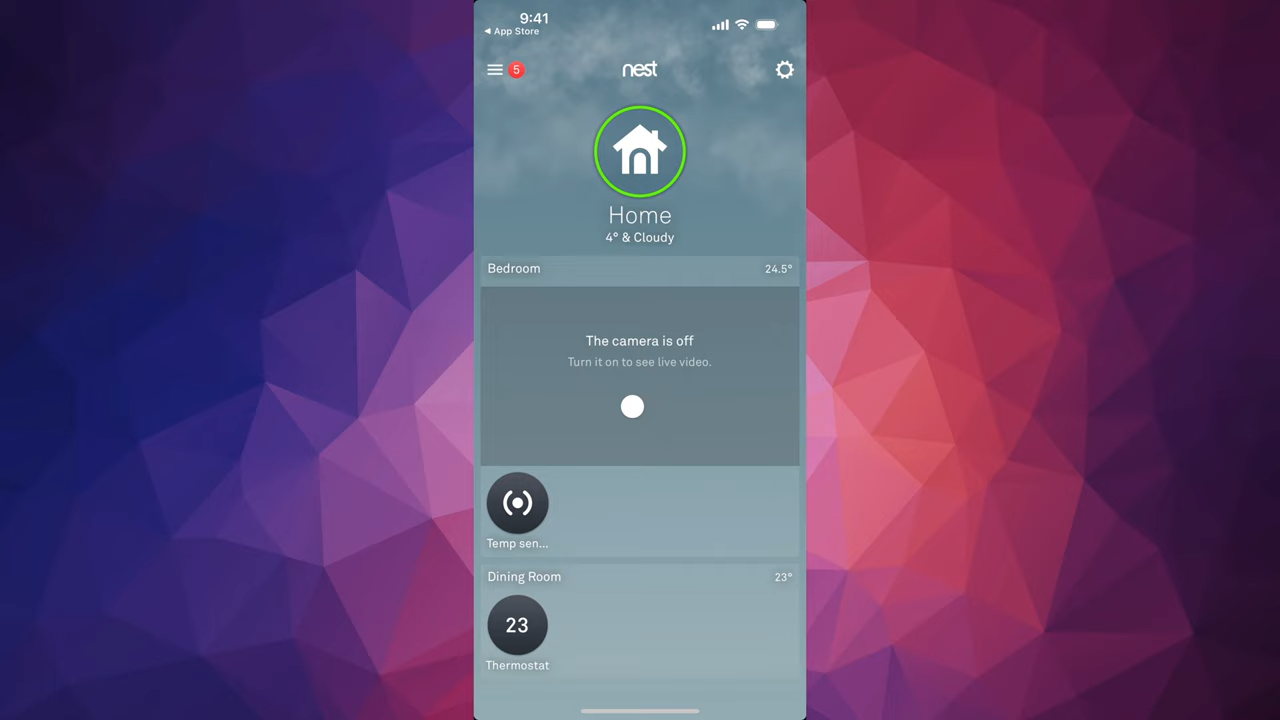 9:41
◀ App Store
5
nest
Home
4° & Cloudy
Bedroom 24.5°
The camera is off
Turn it on to see live video.
Temp sen...
Dining Room 23°
23
Thermostat